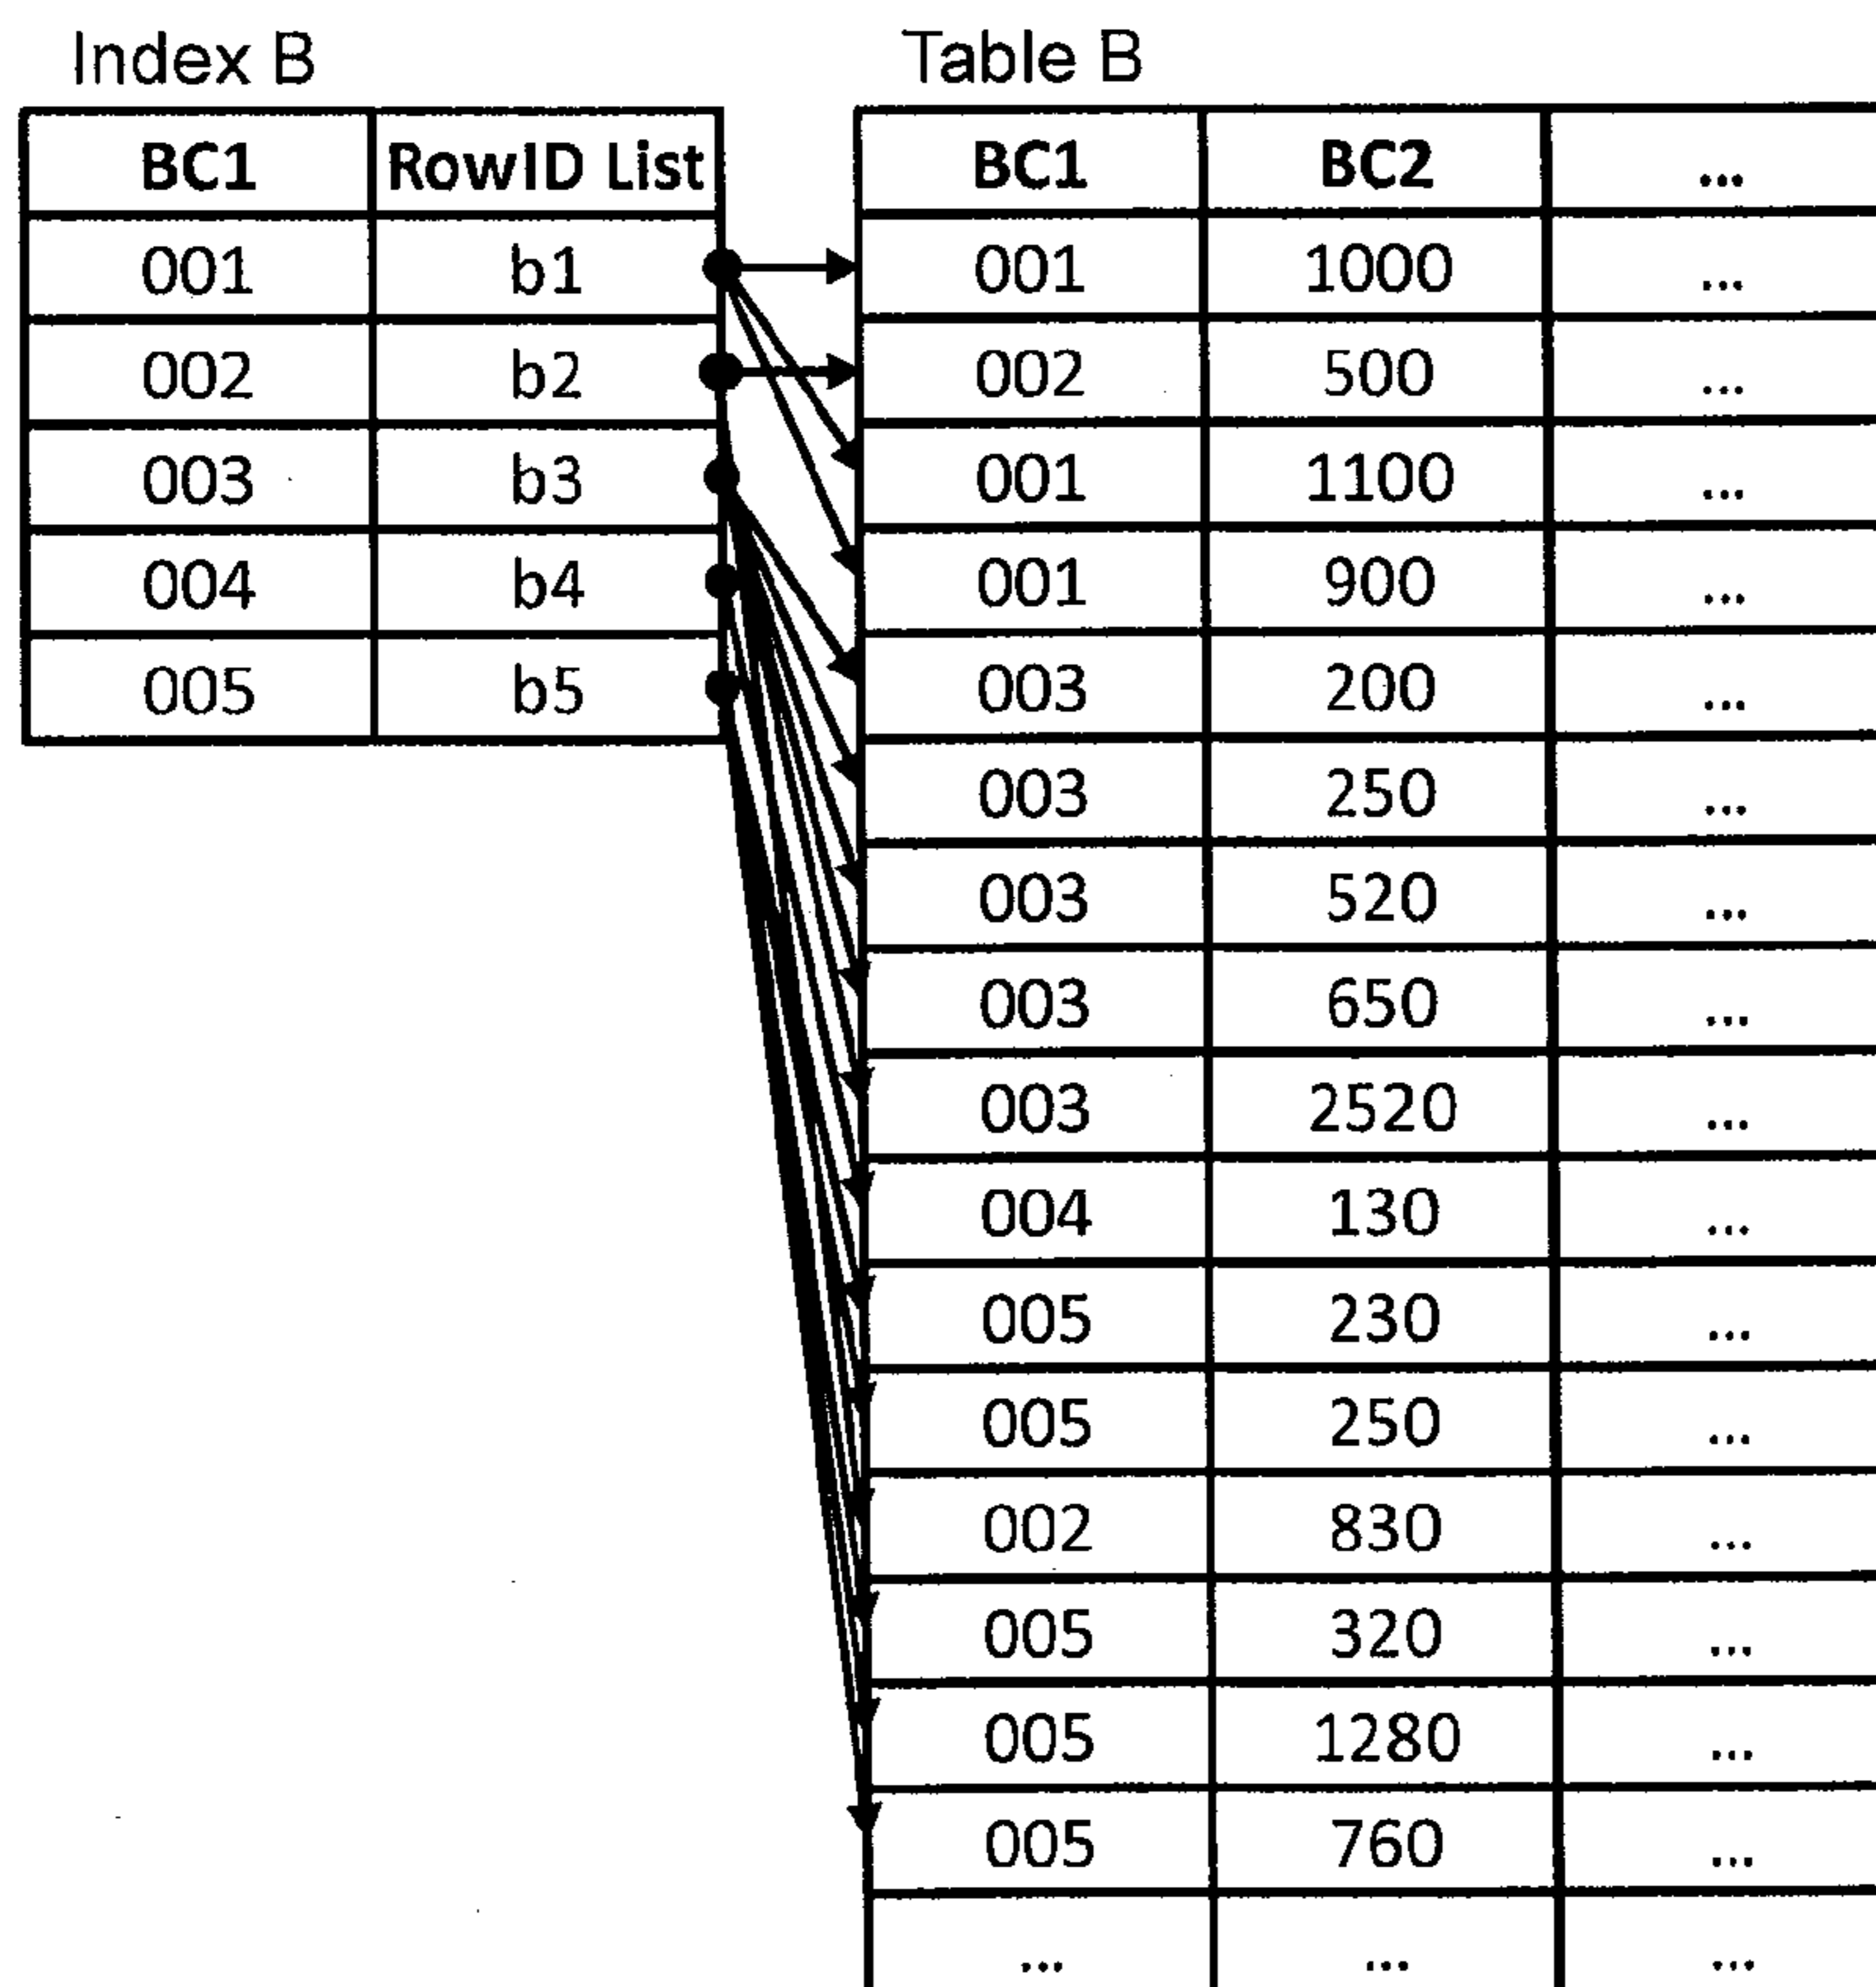 Index B
Table B
BC1 RowID List
001 b1
002 b2
003 b3
004 b4
005 b5
BC1 BC2 ...
001 1000 ...
002 500 ...
001 1100 ...
001 900 ...
003 200 ...
003 250 ...
003 520 ...
003 650 ...
003 2520 ...
004 130 ...
005 230 ...
005 250 ...
002 830 ...
005 320 ...
005 1280 ...
005 760 ...
... ... ...